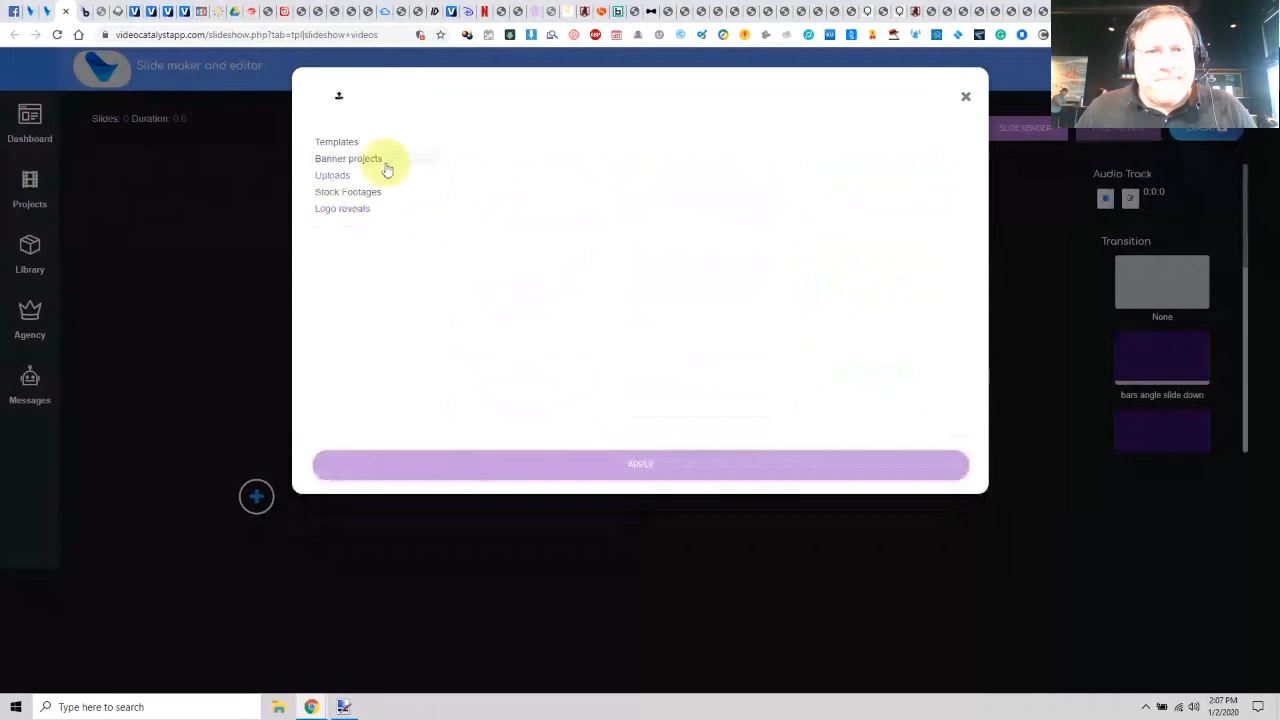 videocatalystapp.com/slideshow.php?tab=tpl|slideshow+videos
Slide maker and editor
Slides: 0 Duration: 0.0
SLIDE RENDER
Dashboard
Projects
Library
Agency
Messages
Templates
Banner projects
Uploads
Stock Footages
Logo reveals
APPLY
Audio Track
0:0:0
Transition
None
bars angle slide down
Type here to search
2:07 PM
1/2/2020